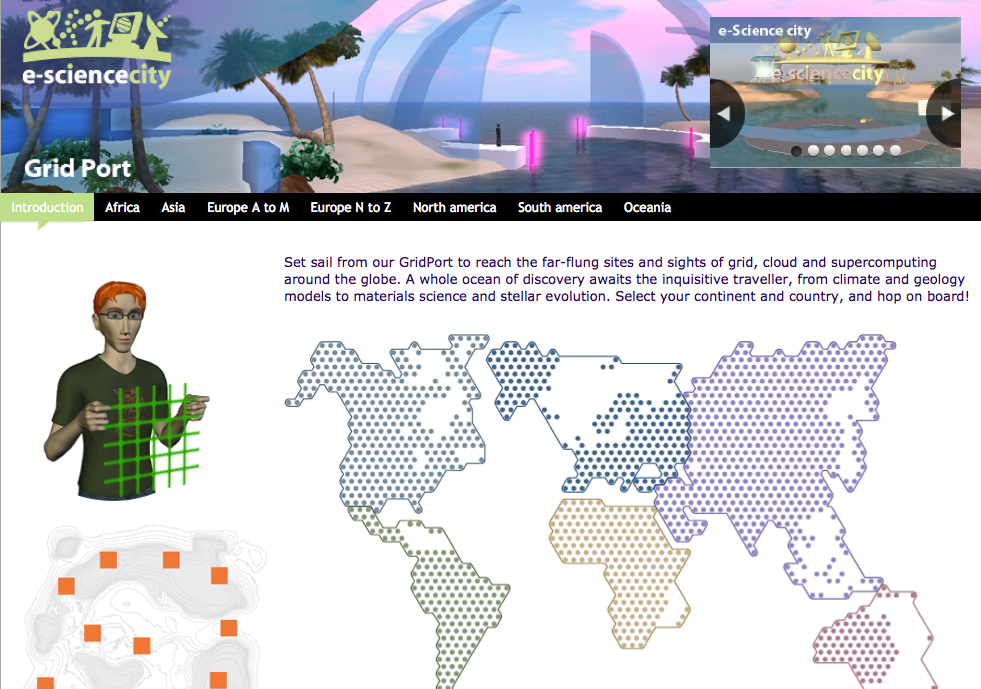 e-sciencecity
e-Science city
e-sciencecity
Grid Port
Introduction Africa Asia Europe A to M Europe N to Z North america South america Oceania
Set sail from our GridPort to reach the far-flung sites and sights of grid, cloud and supercomputing
around the globe. A whole ocean of discovery awaits the inquisitive traveller, from climate and geology
models to materials science and stellar evolution. Select your continent and country, and hop on board!